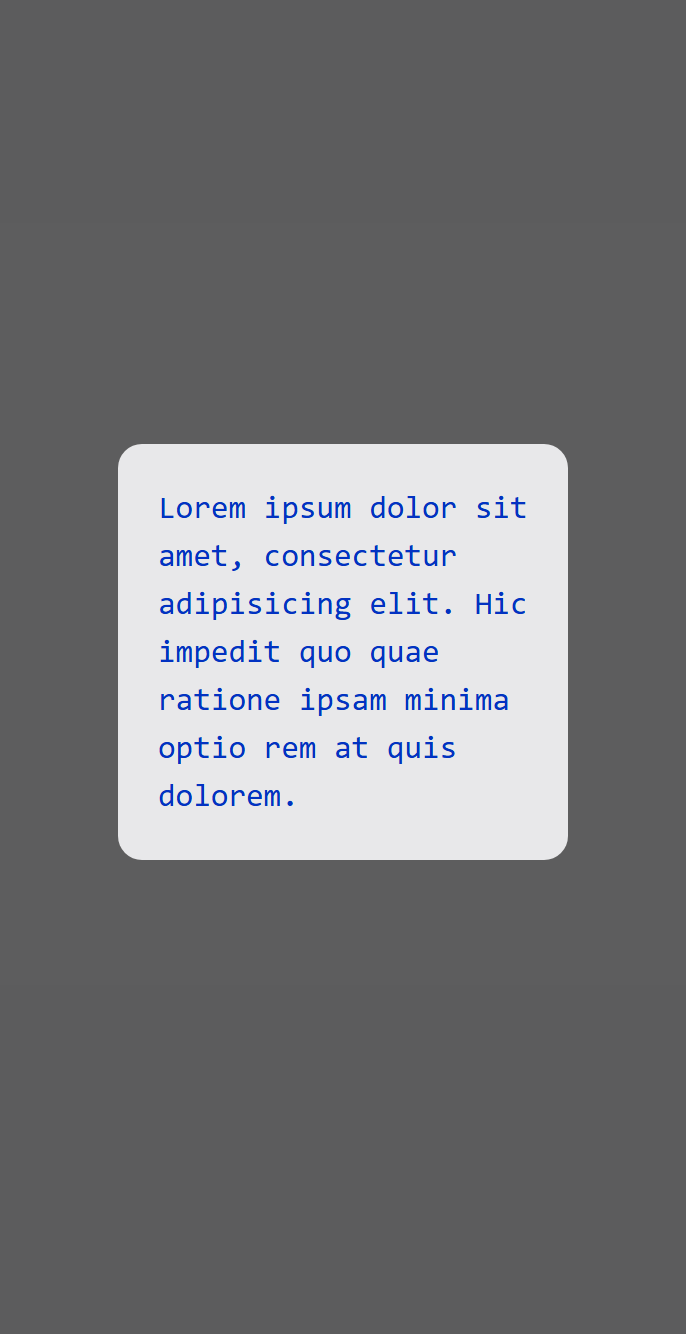 Lorem ipsum dolor sit
amet, consectetur
adipisicing elit. Hic
impedit quo quae
ratione ipsam minima
optio rem at quis
dolorem.